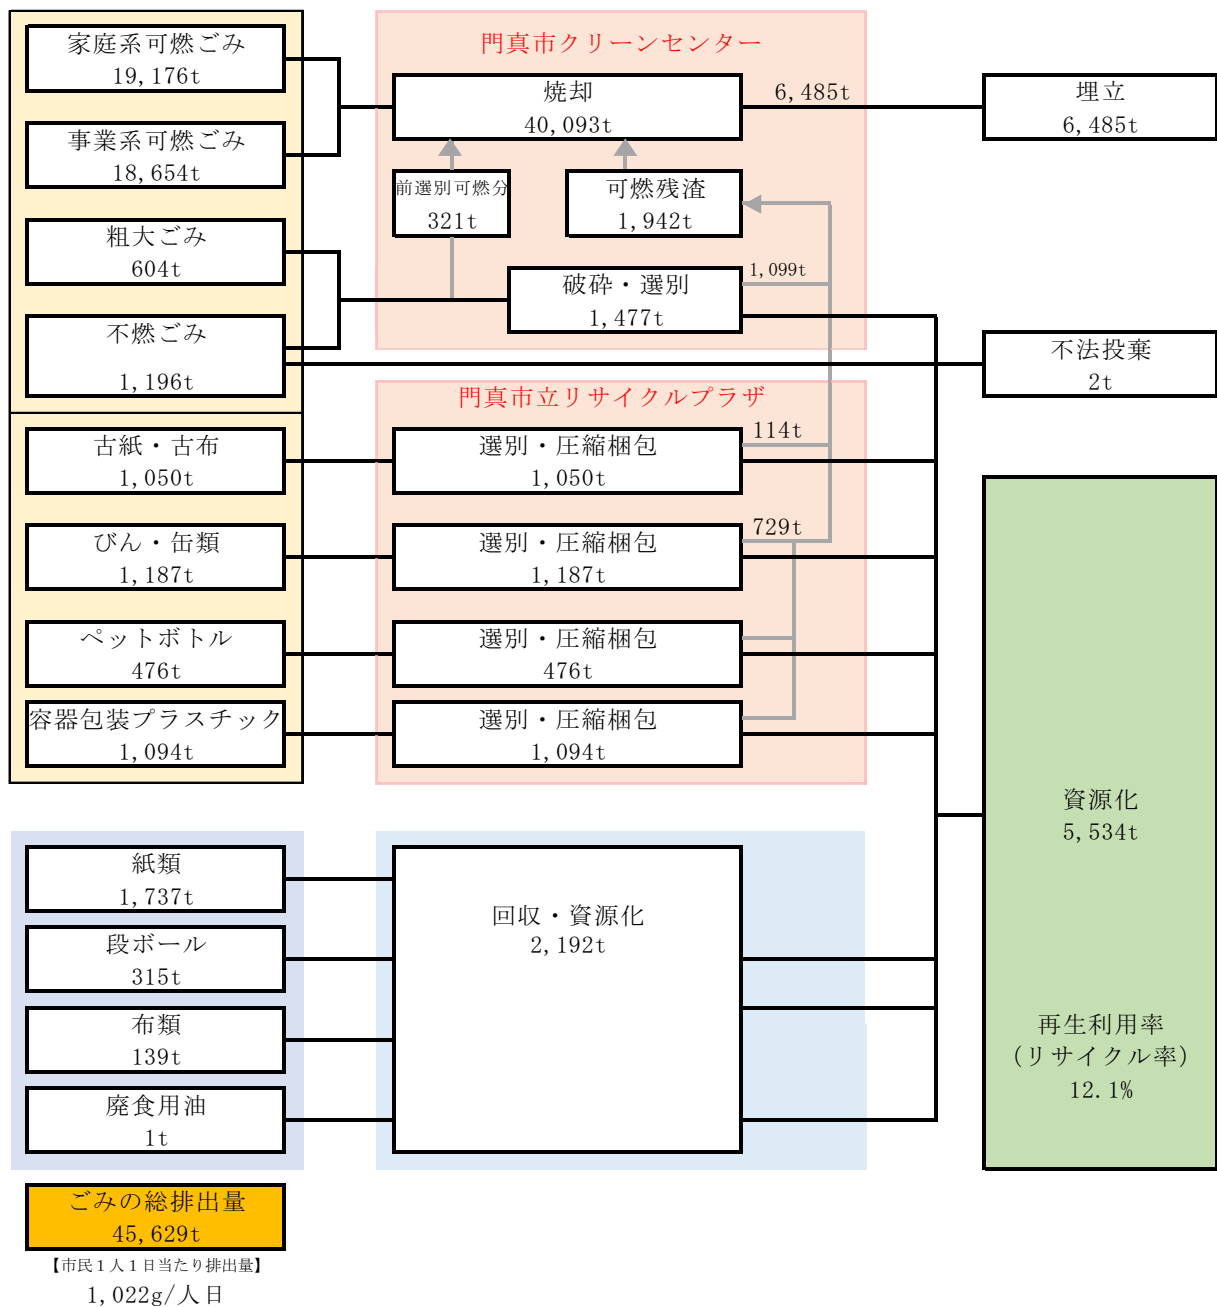 家庭系可燃ごみ
19,176t
事業系可燃ごみ
18,654t
粗大ごみ
604t
不燃ごみ
1,196t
古紙・古布
1,050t
びん・缶類
1,187t
ペットボトル
476t
容器包装プラスチック
1,094t
門真市クリーンセンター
焼却
40,093t
6,485t
前選別可燃分
321t
可燃残渣
1,942t
破砕・選別
1,477t
1,099t
門真市立リサイクルプラザ
選別・圧縮梱包
1,050t
114t
選別・圧縮梱包
1,187t
729t
選別・圧縮梱包
476t
選別・圧縮梱包
1,094t
埋立
6,485t
不法投棄
2t
資源化
5,534t
再生利用率
(リサイクル率)
12.1%
紙類
1,737t
段ボール
315t
布類
139t
廃食用油
1t
回収・資源化
2,192t
ごみの総排出量
45,629t
【市民1人1日当たり排出量】
1,022g/人日